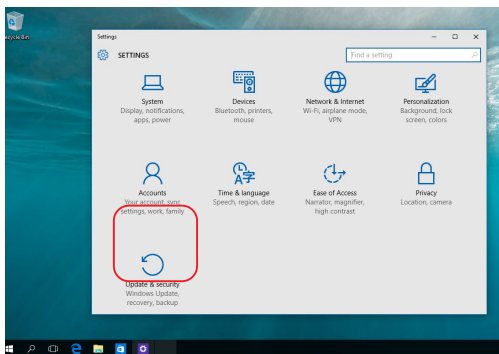 Recycle Bin
Settings
SETTINGS
Find a setting
System
Display, notifications,
apps, power
Devices
Bluetooth, printers,
mouse
Network & Internet
Wi-Fi, airplane mode,
VPN
Personalization
Background, lock
screen, colors
Accounts
Your account, sync
settings, work, family
Time & language
Speech, region, date
Ease of Access
Narrator, magnifier,
high contrast
Privacy
Location, camera
Update & security
Windows Update,
recovery, backup